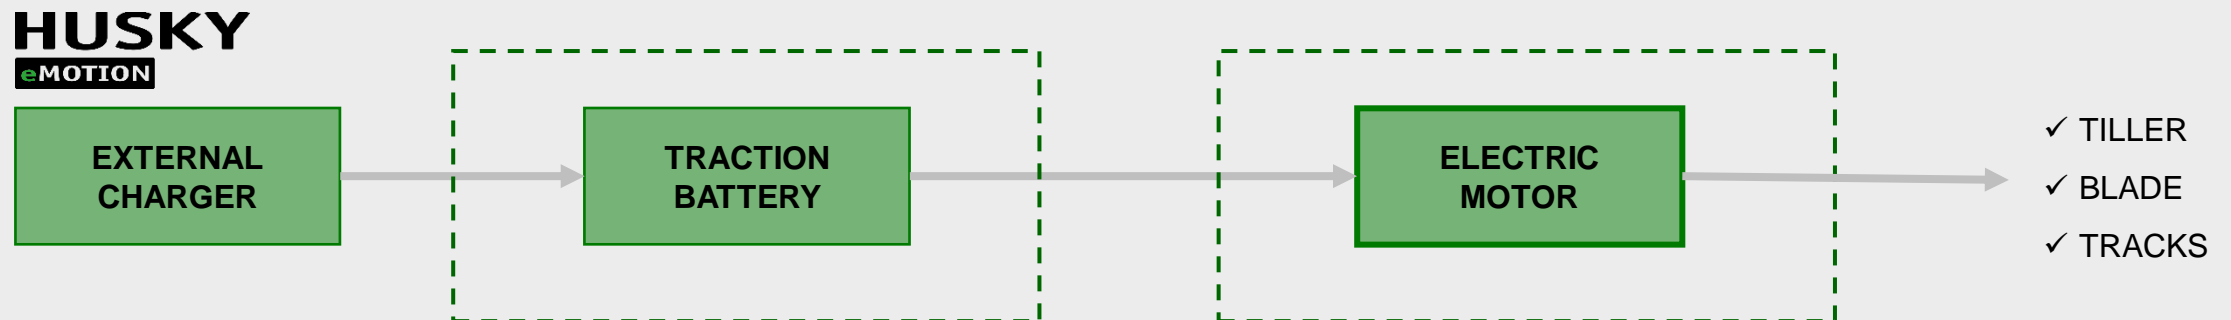 HUSKY
eMOTION
EXTERNAL
CHARGER
TRACTION
BATTERY
ELECTRIC
MOTOR
✓ TILLER
✓ BLADE
✓ TRACKS